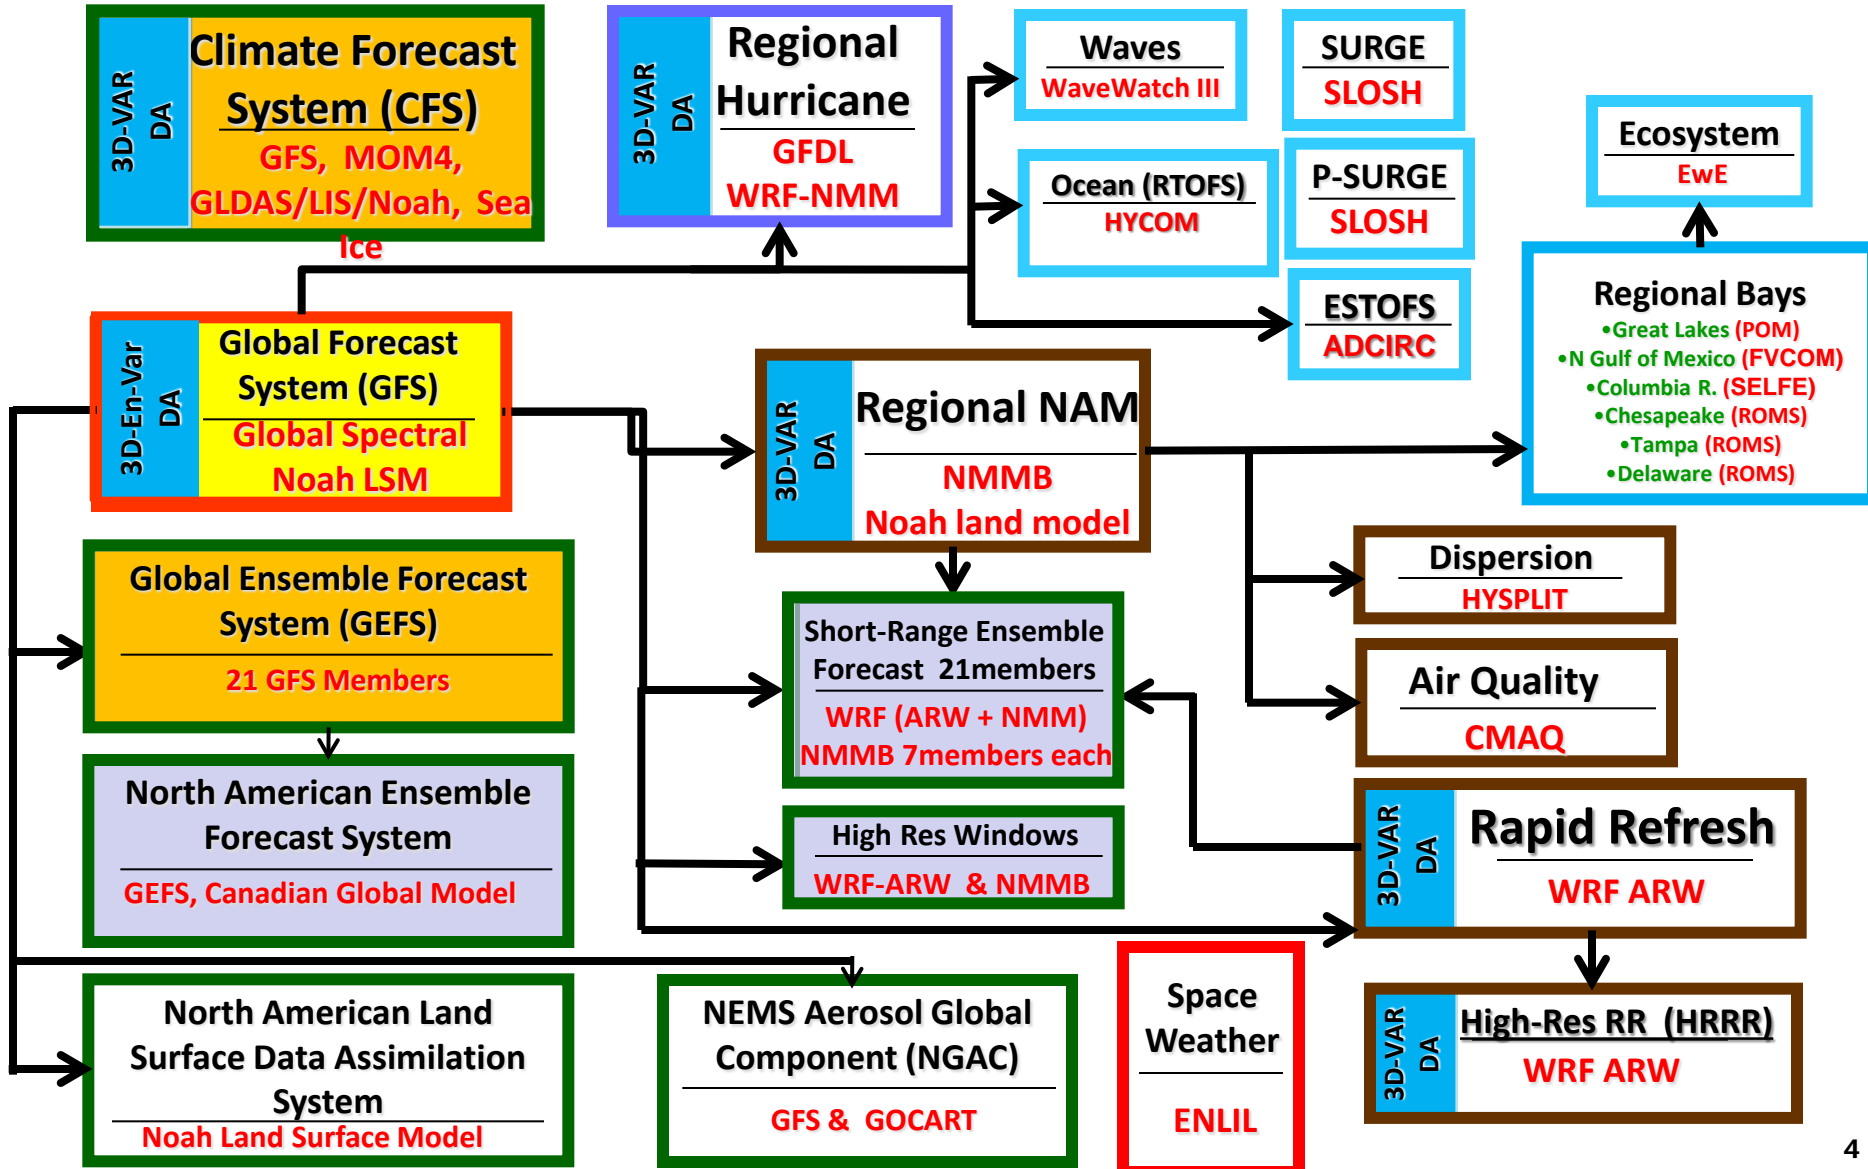 3D-VAR
DA
Climate Forecast
System (CFS)
GFS, MOM4,
GLDAS/LIS/Noah, Sea
Ice
3D-VAR
DA
Regional
Hurricane
GFDL
WRF-NMM
Waves
WaveWatch III
SURGE
SLOSH
Ocean (RTOFS)
HYCOM
P-SURGE
SLOSH
Ecosystem
EwE
ESTOFS
ADCIRC
Regional Bays
•Great Lakes (POM)
•N Gulf of Mexico (FVCOM)
•Columbia R. (SELFE)
•Chesapeake (ROMS)
•Tampa (ROMS)
•Delaware (ROMS)
3D-En-Var
DA
Global Forecast
System (GFS)
Global Spectral
Noah LSM
3D-VAR
DA
Regional NAM
NMMB
Noah land model
Global Ensemble Forecast
System (GEFS)
21 GFS Members
Short-Range Ensemble
Forecast 21members
WRF (ARW + NMM)
NMMB 7members each
Dispersion
HYSPLIT
Air Quality
CMAQ
North American Ensemble
Forecast System
GEFS, Canadian Global Model
High Res Windows
WRF-ARW & NMMB
3D-VAR
DA
Rapid Refresh
WRF ARW
North American Land
Surface Data Assimilation
System
Noah Land Surface Model
NEMS Aerosol Global
Component (NGAC)
GFS & GOCART
Space
Weather
ENLIL
3D-VAR
DA
High-Res RR (HRRR)
WRF ARW
4